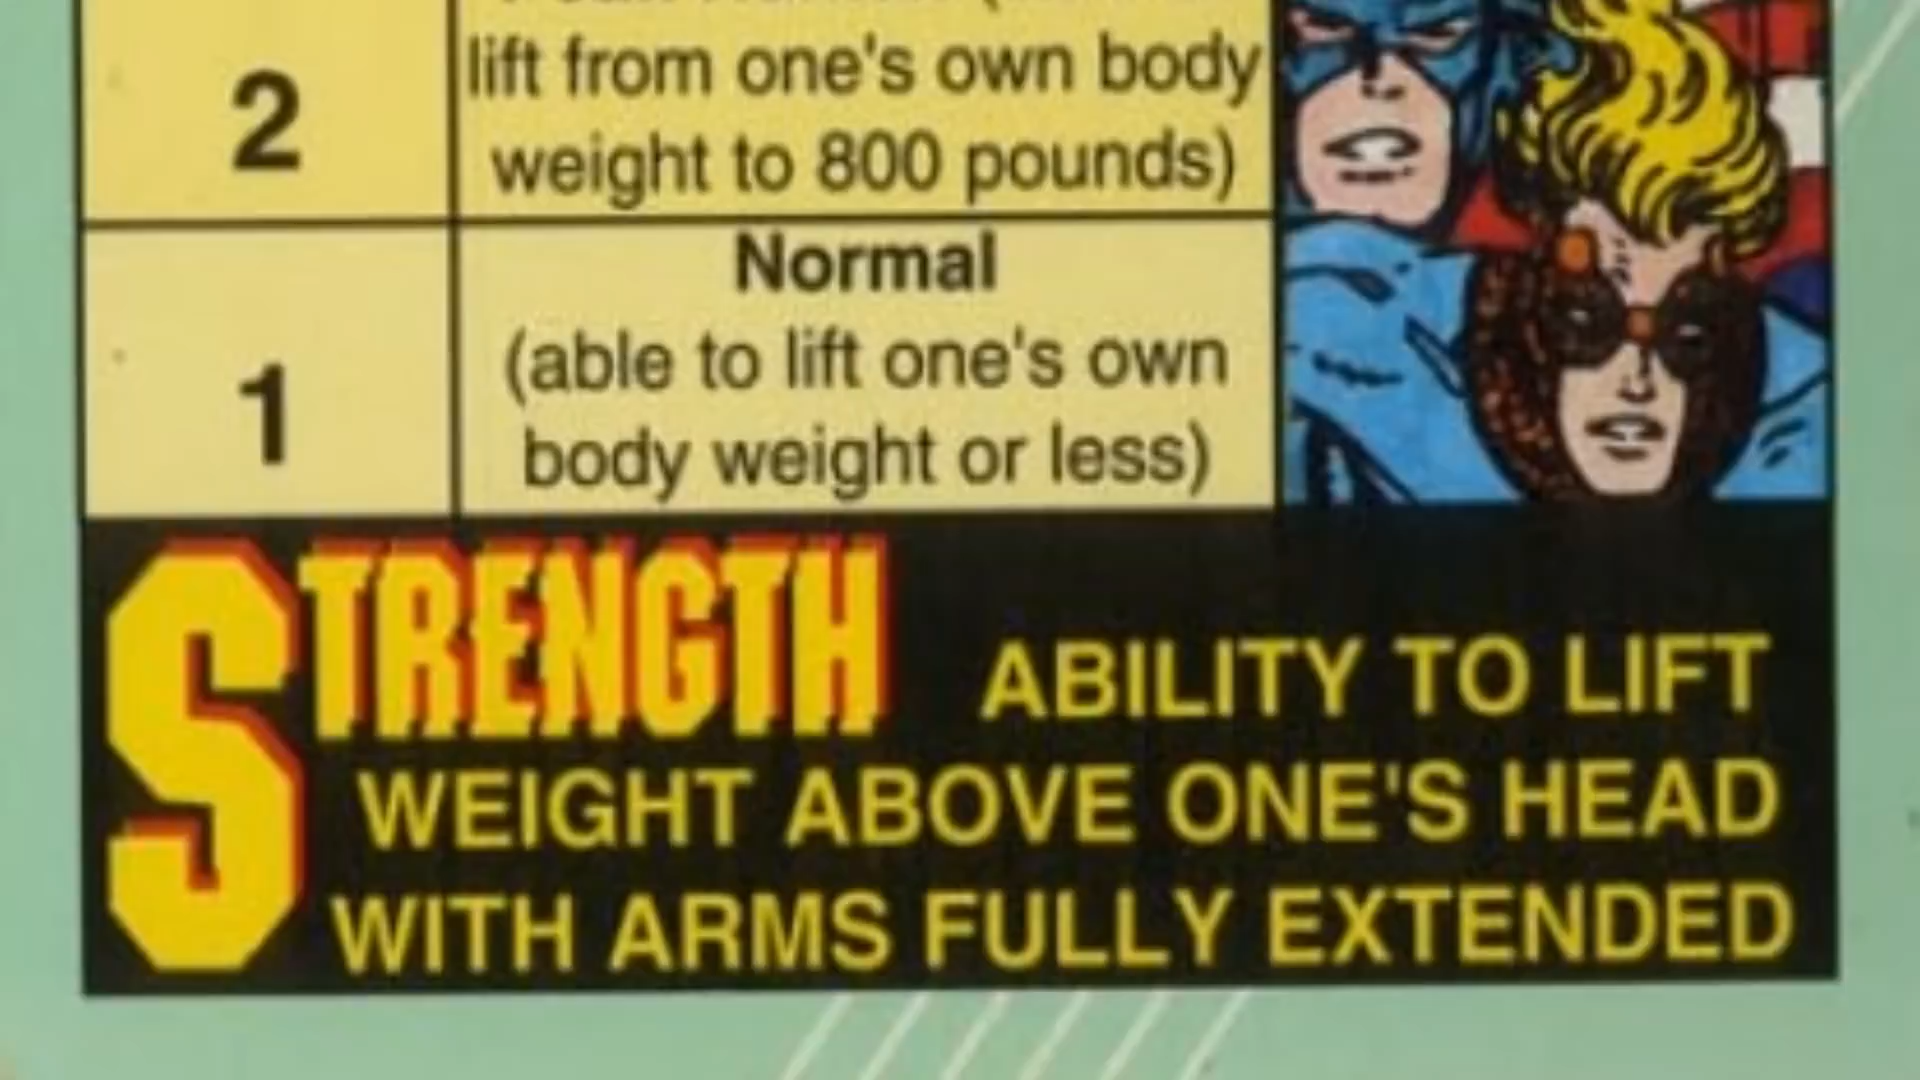 2
lift from one's own body
weight to 800 pounds)
1
Normal
(able to lift one's own
body weight or less)
STRENGTH ABILITY TO LIFT
WEIGHT ABOVE ONE'S HEAD
WITH ARMS FULLY EXTENDED